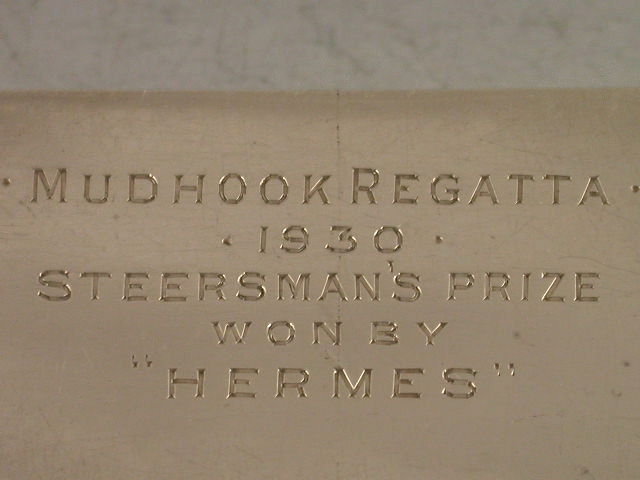 · MUDHOOK REGATTA ·
· 1930 ·
STEERSMAN'S PRIZE
WON BY
"HERMES"